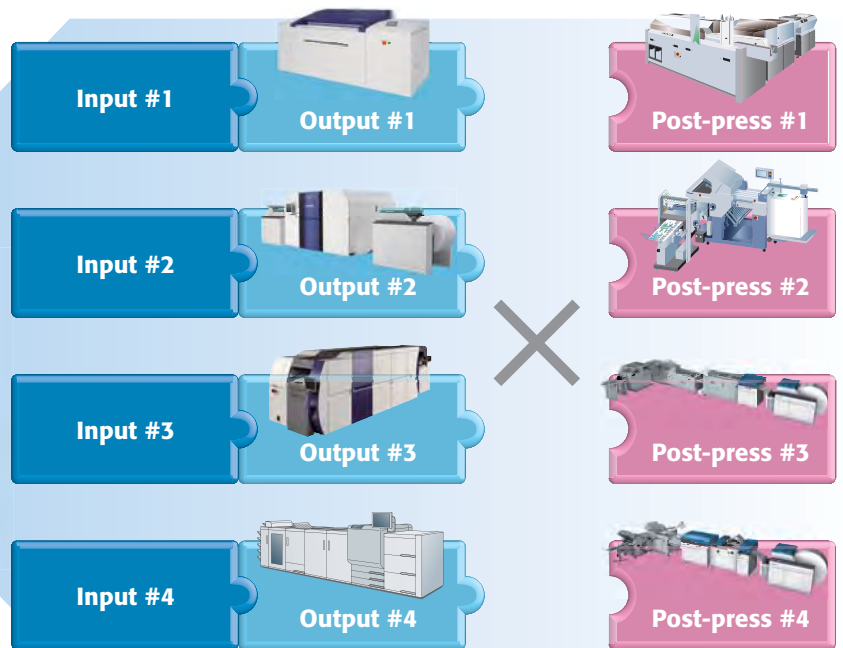 Input #1
Output #1
Post-press #1
Input #2
Output #2
Post-press #2
Input #3
Output #3
Post-press #3
Input #4
Output #4
Post-press #4